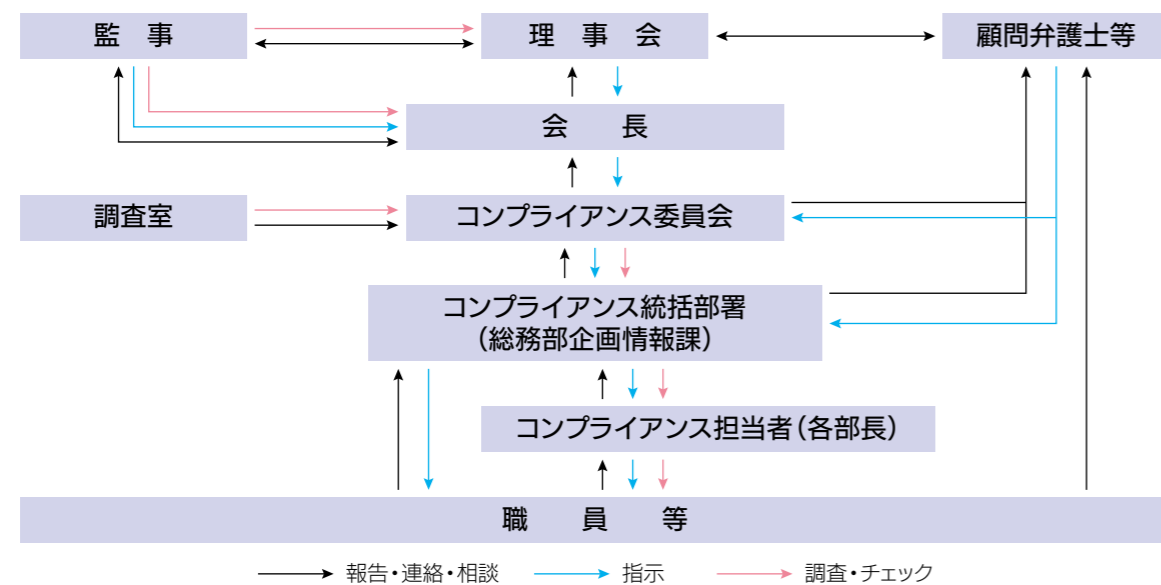 監　事
理　事　会
顧問弁護士等
会　　長
調査室
コンプライアンス委員会
コンプライアンス統括部署
（総務部企画情報課）
コンプライアンス担当者（各部長）
職　　員　　等
報告・連絡・相談
指示
調査・チェック